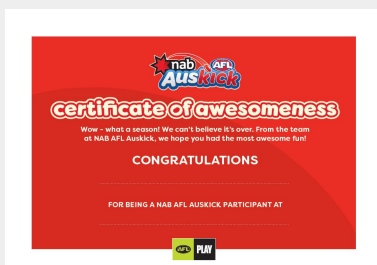 nab AFL
Auskick
certificate of awesomeness
Wow - what a season! We can't believe it's over. From the team
at NAB AFL Auskick, we hope you had the most awesome fun!
CONGRATULATIONS
FOR BEING A NAB AFL AUSKICK PARTICIPANT AT
AFL PLAY